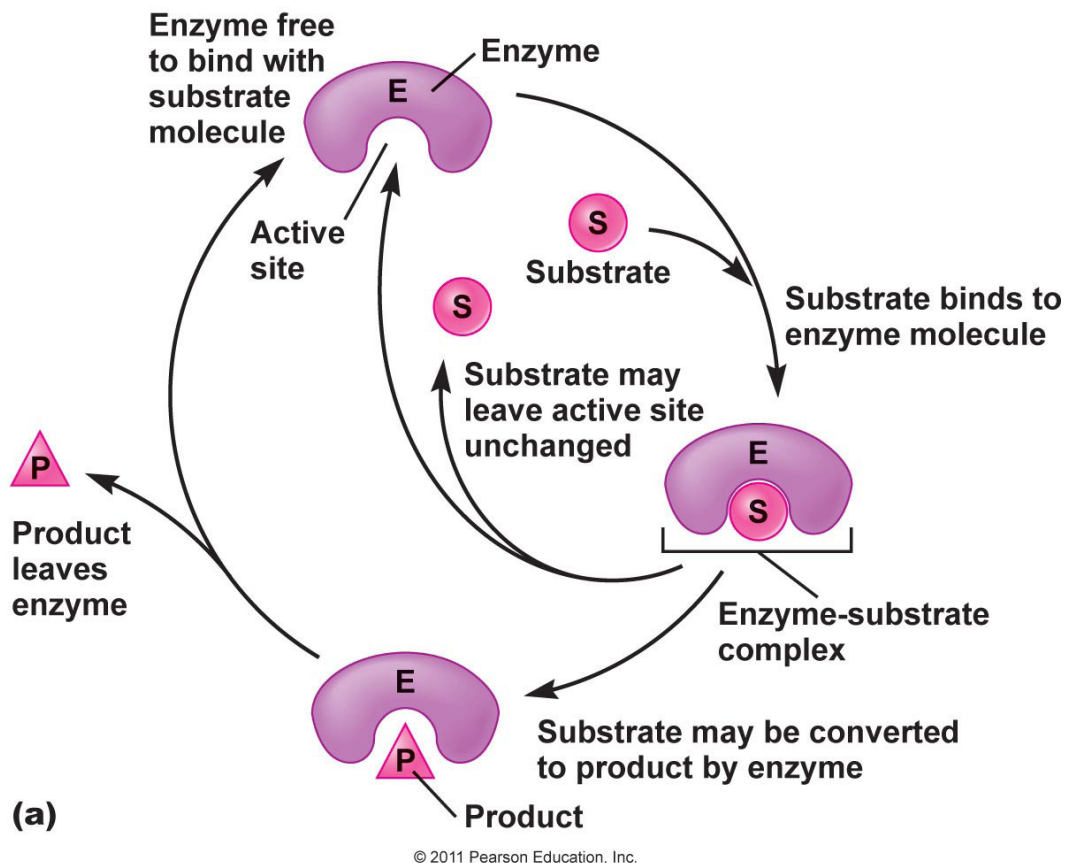 Enzyme free
to bind with
substrate
molecule
Enzyme
E
Active
site
S
Substrate
S
Substrate binds to
enzyme molecule
Substrate may
leave active site
unchanged
E
S
P
Product
leaves
enzyme
Enzyme-substrate
complex
E
P
Substrate may be converted
to product by enzyme
Product
(a)
© 2011 Pearson Education, Inc.